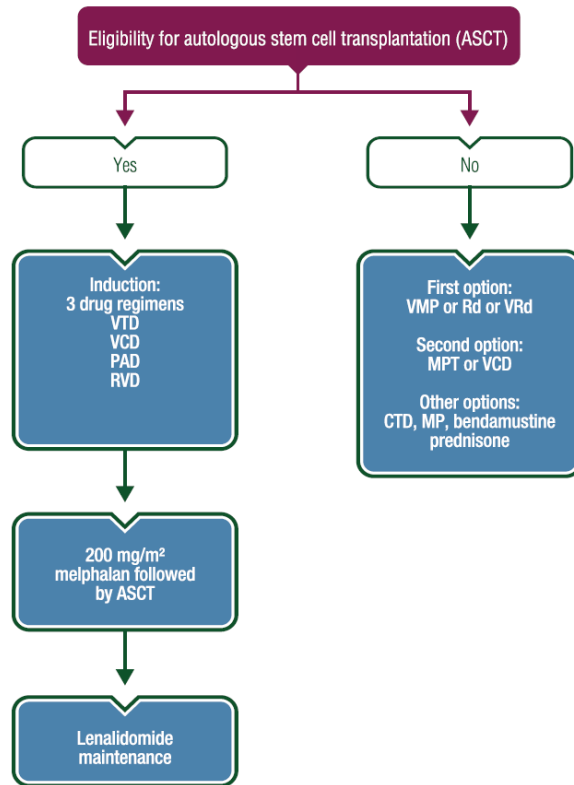 Eligibility for autologous stem cell transplantation (ASCT)
Yes
No
Induction:
3 drug regimens
VTD
VCD
PAD
RVD
First option:
VMP or Rd or VRd
Second option:
MPT or VCD
Other options:
CTD, MP, bendamustine
prednisone
200 mg/m²
melphalan followed
by ASCT
Lenalidomide
maintenance